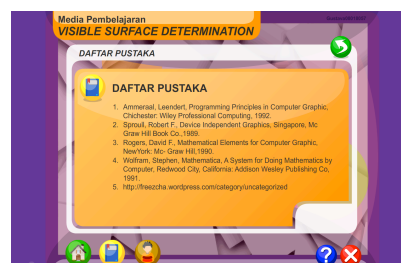 Media Pembelajaran
VISIBLE SURFACE DETERMINATION
DAFTAR PUSTAKA
DAFTAR PUSTAKA
1. Ammeraal, Leendert, Programming Principles in Computer Graphic,
Chichester: Wiley Professional Computing, 1992.
2. Sproull, Robert F., Device Independent Graphics, Singapore, Mc
Graw Hill Book Co.,1989.
3. Rogers, David F., Mathematical Elements for Computer Graphic,
NewYork: Mc- Graw Hill,1990.
4. Wolfram, Stephen, Mathematica, A System for Doing Mathematics by
Computer, Redwood City, California: Addison Wesley Publishing Co,
1991.
5. http://freezcha.wordpress.com/category/uncategorized